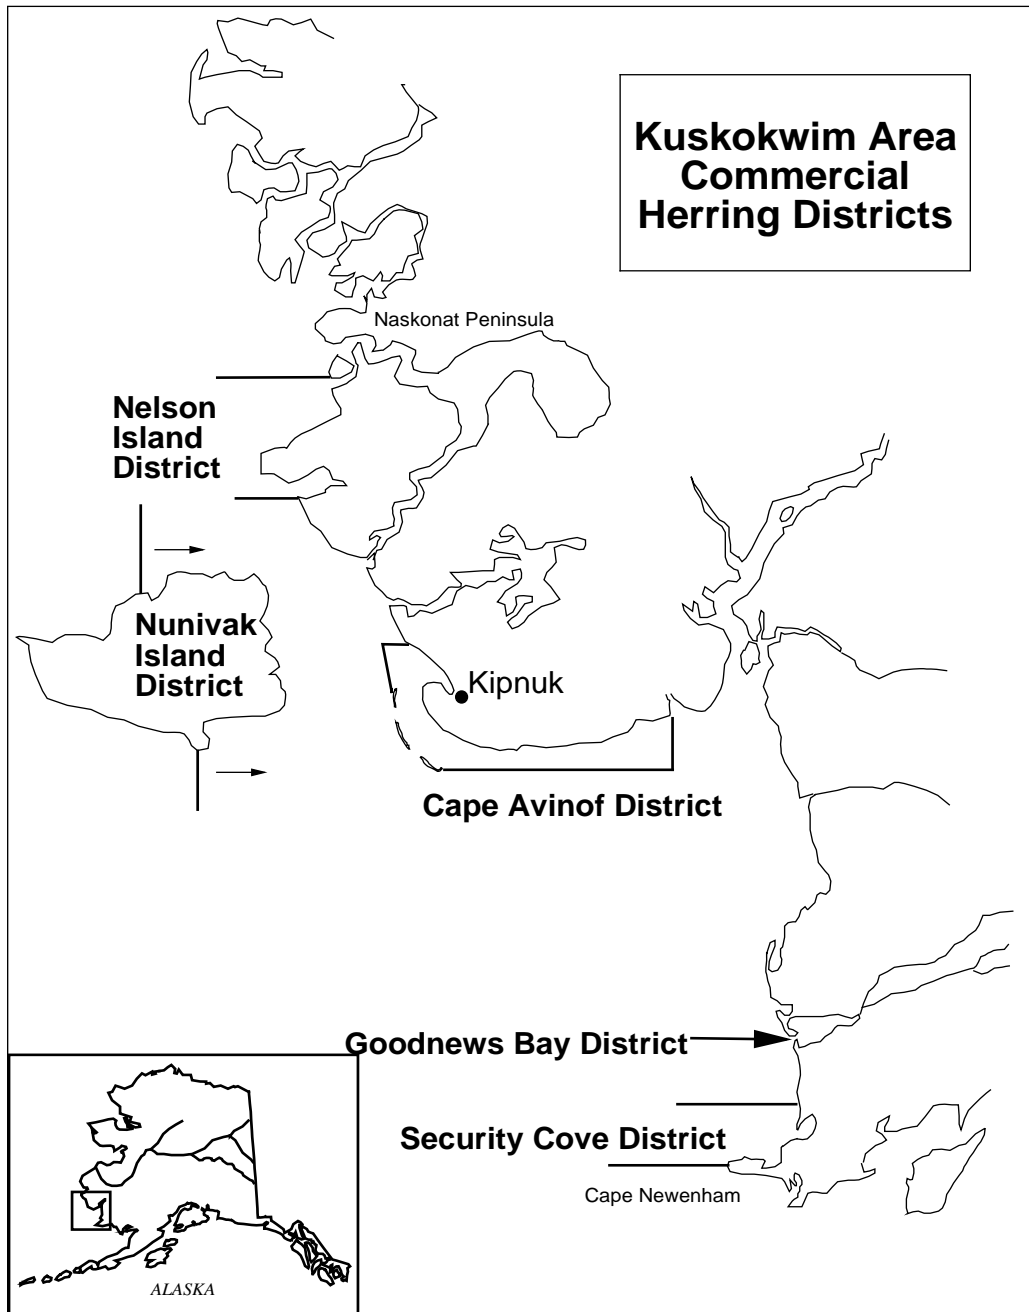 Kuskokwim Area
Commercial
Herring Districts
Naskonat Peninsula
Nelson
Island
District
Nunivak
Island
District
Kipnuk
Cape Avinof District
Goodnews Bay District
Security Cove District
Cape Newenham
ALASKA